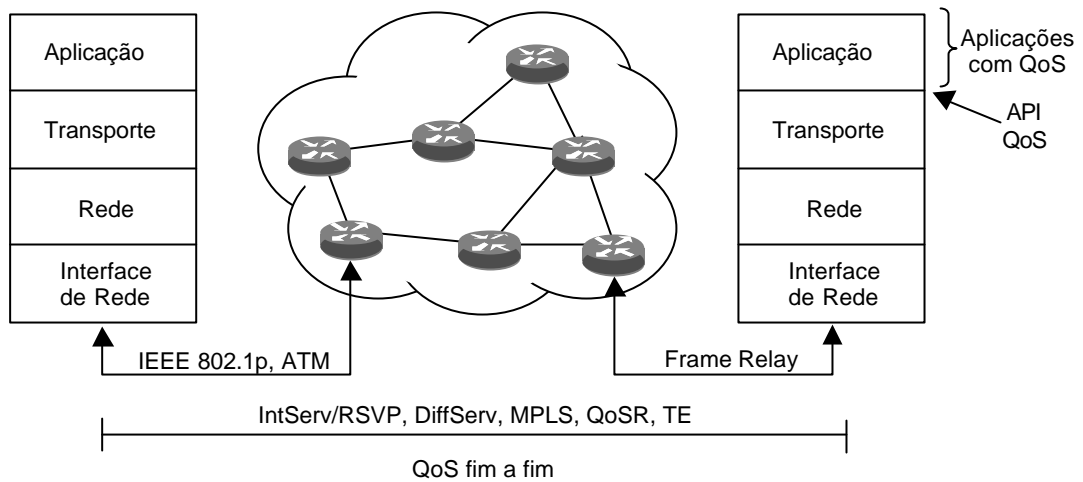 Aplicação
Transporte
Rede
Interface
de Rede
Aplicação
Transporte
Rede
Interface
de Rede
Aplicações
com QoS
API
QoS
IEEE 802.1p, ATM
Frame Relay
IntServ/RSVP, DiffServ, MPLS, QoSR, TE
QoS fim a fim